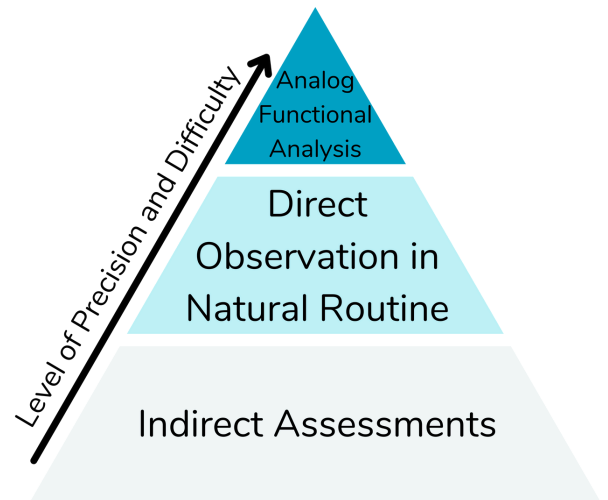 Analog
Functional
Analysis
Level of Precision and Difficulty
Direct
Observation in
Natural Routine
Indirect Assessments